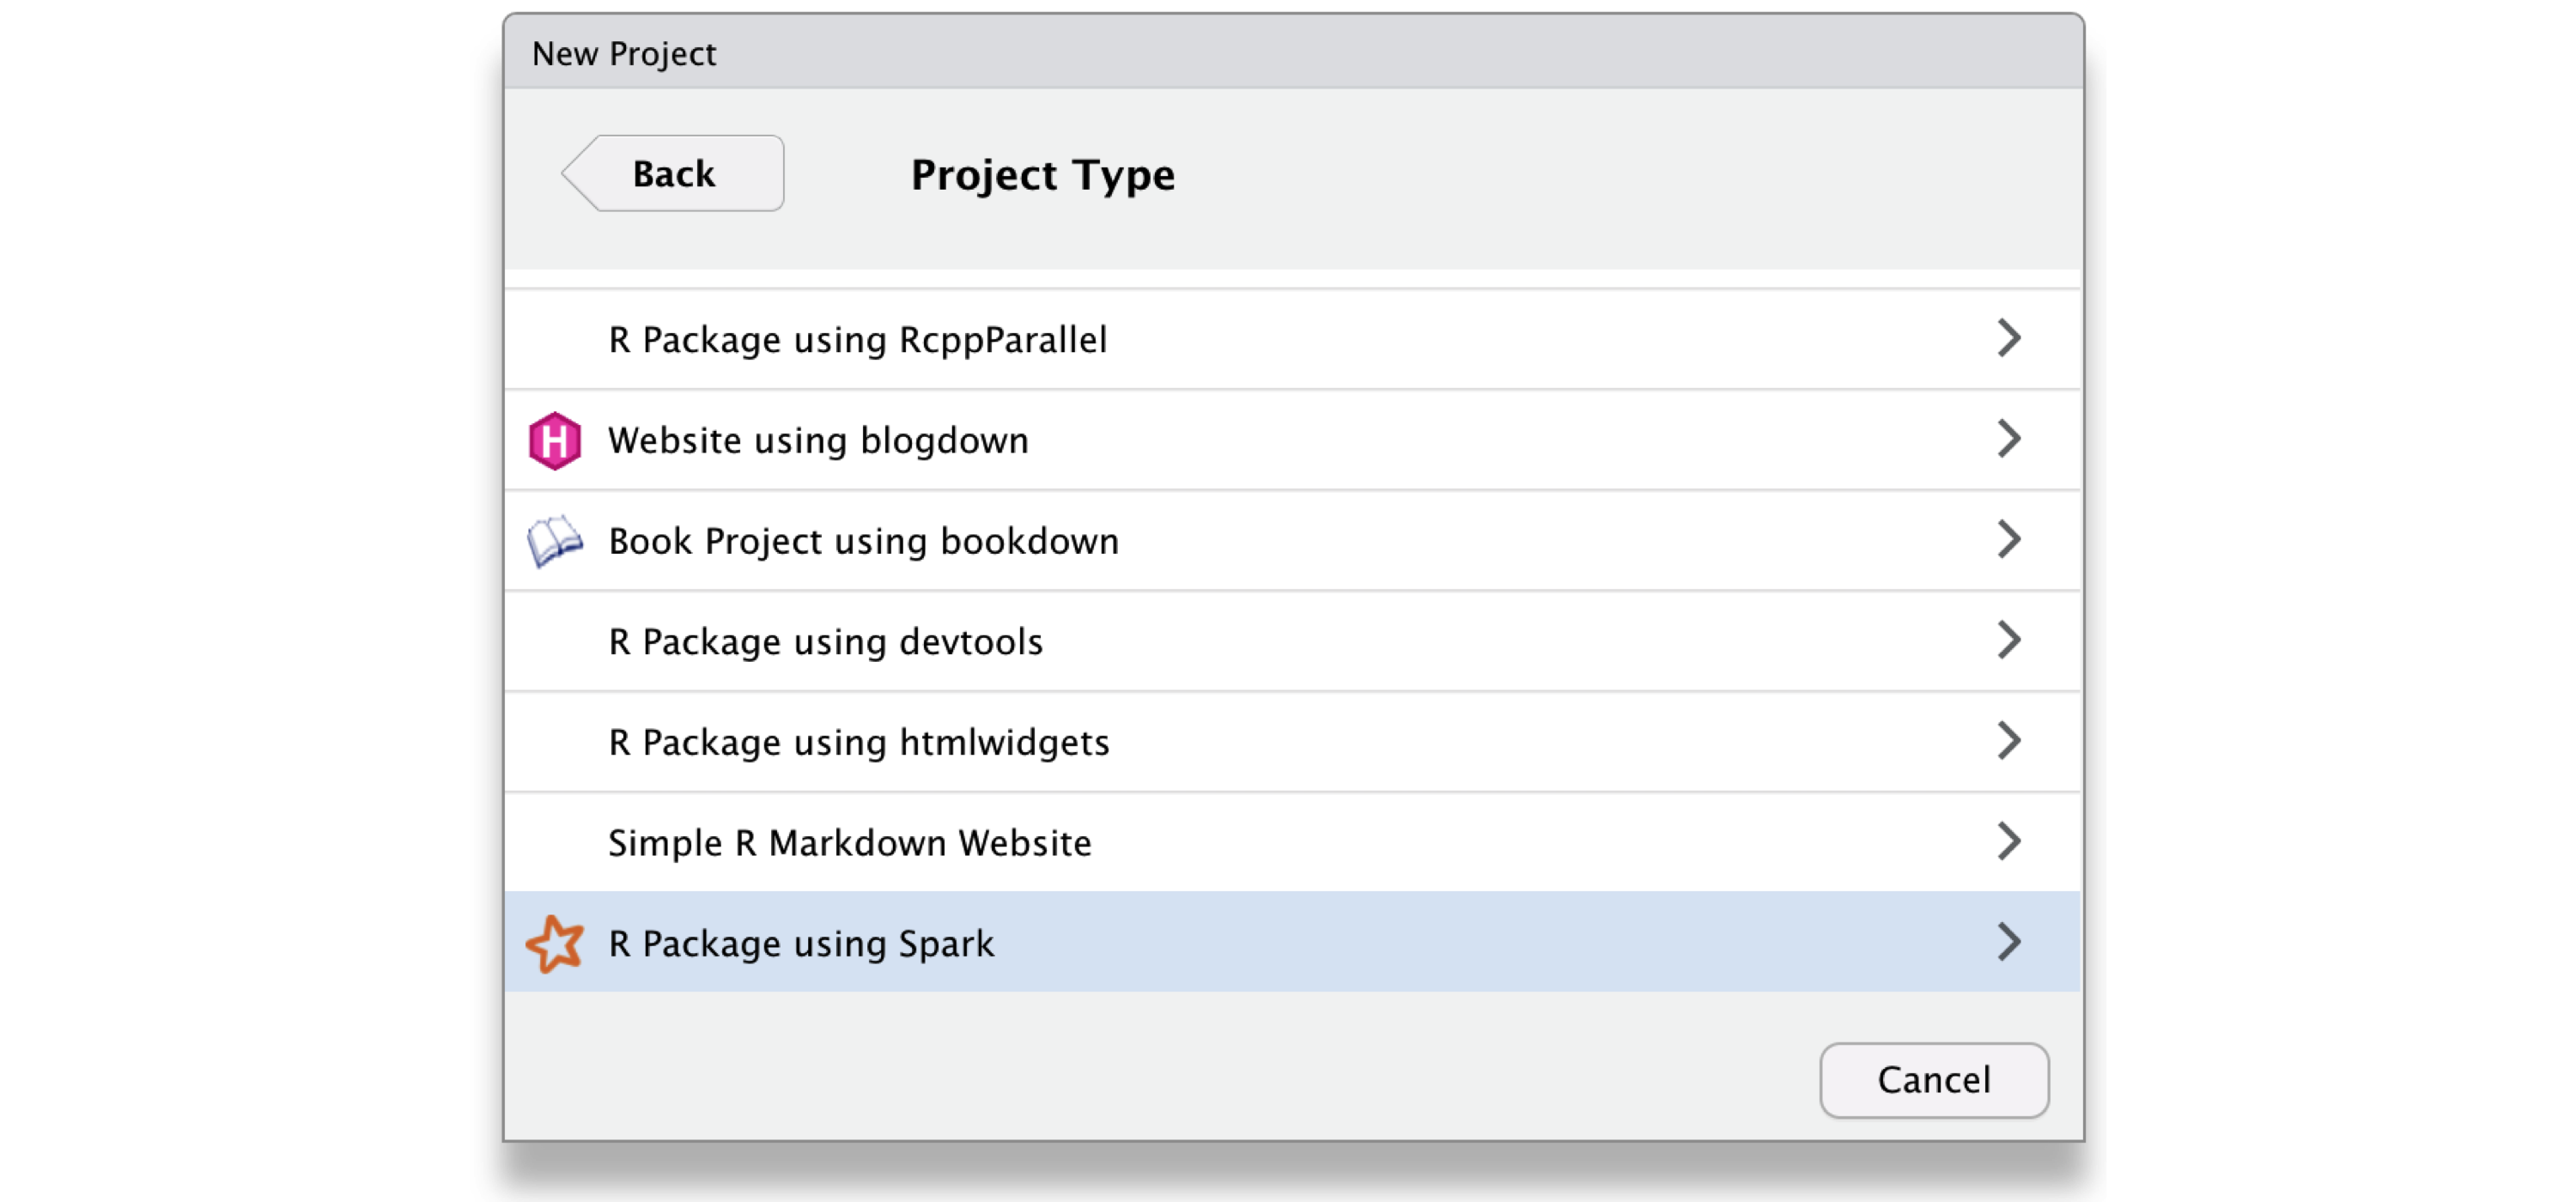 New Project
Back
Project Type
R Package using RcppParallel
H
Website using blogdown
Book Project using bookdown
R Package using devtools
R Package using htmlwidgets
Simple R Markdown Website
R Package using Spark
Cancel